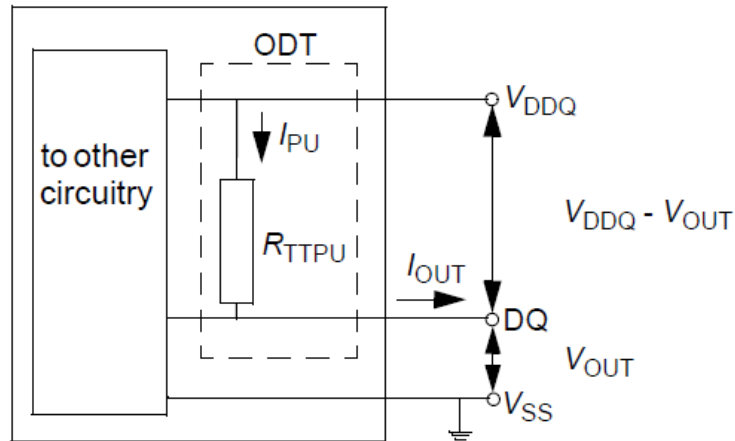 ODT
VDDQ
IPU
to other
circuitry
VDDQ - VOUT
RTTPU
IOUT
DQ
VOUT
VSS